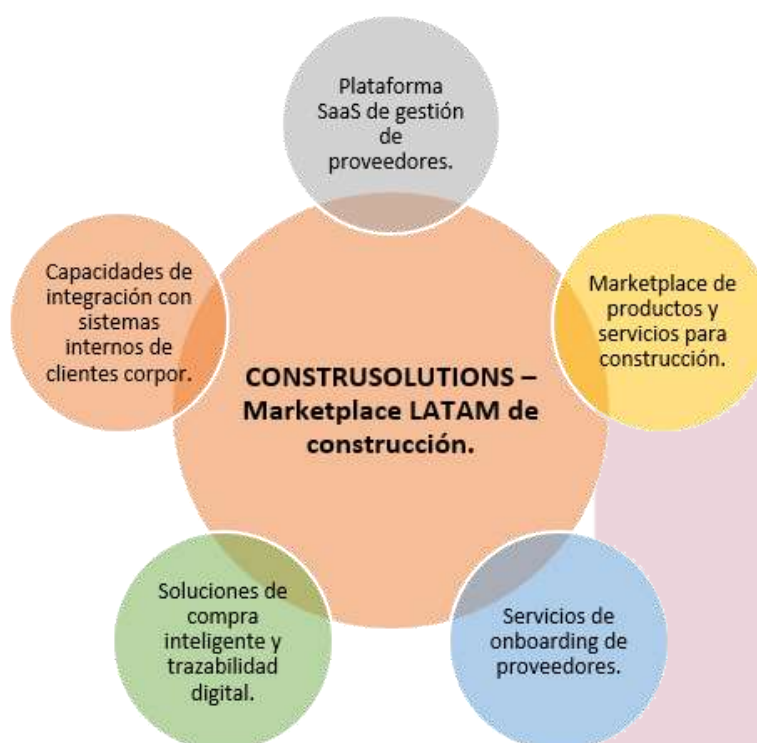 Plataforma
SaaS de gestión
de
proveedores.
Capacidades de
integración con
sistemas
internos de
clientes corpor.
Marketplace de
productos y
servicios para
construcción.
CONSTRUSOLUTIONS –
Marketplace LATAM de
construcción.
Soluciones de
compra
inteligente y
trazabilidad
digital.
Servicios de
onboarding de
proveedores.